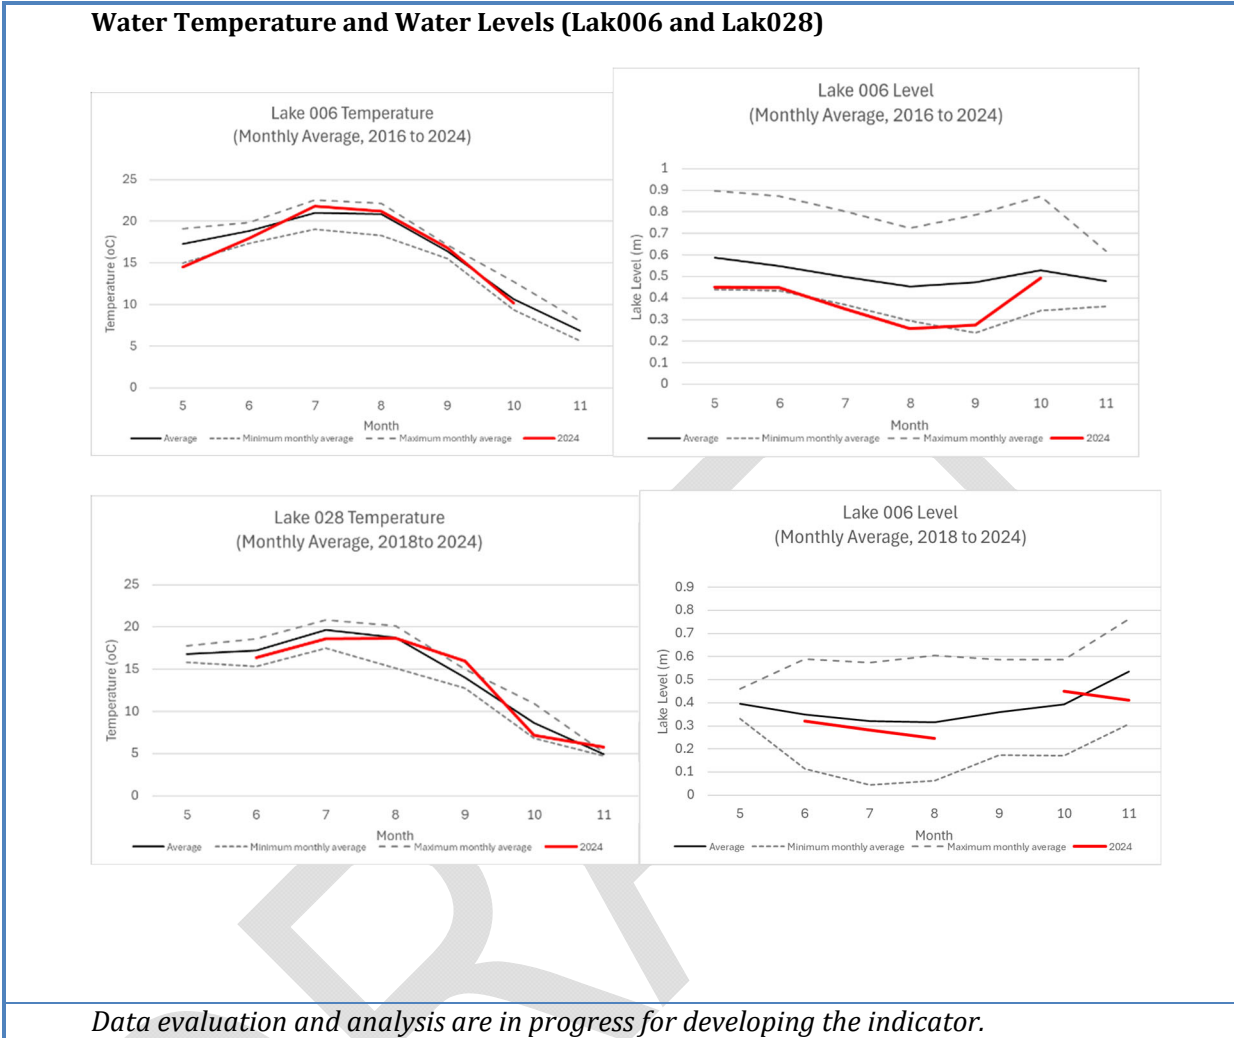 Water Temperature and Water Levels (Lak006 and Lak028)
Lake 006 Temperature
(Monthly Average, 2016 to 2024)
Temperature (oC)
25
20
15
10
5
0
5 6 7 8 9 10 11
Month
Average Minimum monthly average Maximum monthly average 2024
Lake 006 Level
(Monthly Average, 2016 to 2024)
Lake Level (m)
1
0.9
0.8
0.7
0.6
0.5
0.4
0.3
0.2
0.1
0
5 6 7 8 9 10 11
Month
Average Minimum monthly average Maximum monthly average 2024
Lake 028 Temperature
(Monthly Average, 2018to 2024)
Temperature (oC)
25
20
15
10
5
0
5 6 7 8 9 10 11
Month
Average Minimum monthly average Maximum monthly average 2024
Lake 006 Level
(Monthly Average, 2018 to 2024)
Lake Level (m)
0.9
0.8
0.7
0.6
0.5
0.4
0.3
0.2
0.1
0
5 6 7 8 9 10 11
Month
Average Minimum monthly average Maximum monthly average 2024
Data evaluation and analysis are in progress for developing the indicator.